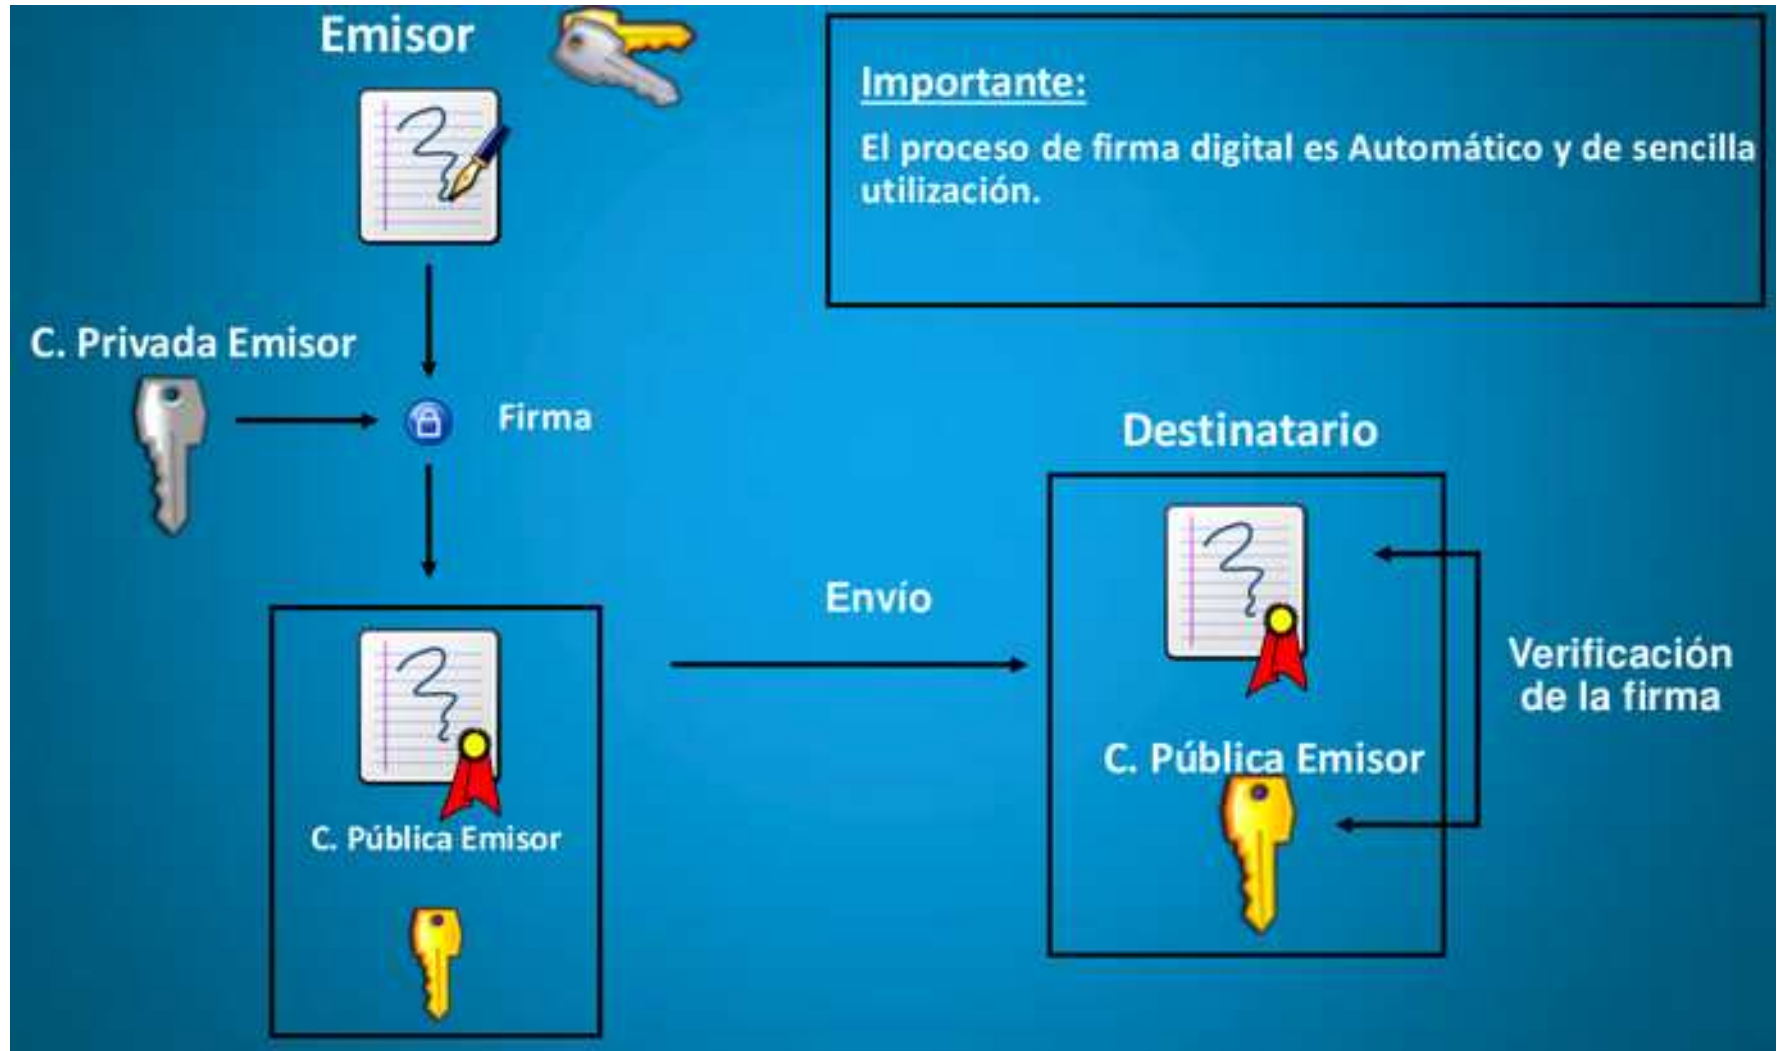 Emisor
Importante:
El proceso de firma digital es Automático y de sencilla
utilización.
C. Privada Emisor
Firma
Destinatario
Envío
Verificación
de la firma
C. Pública Emisor
C. Pública Emisor